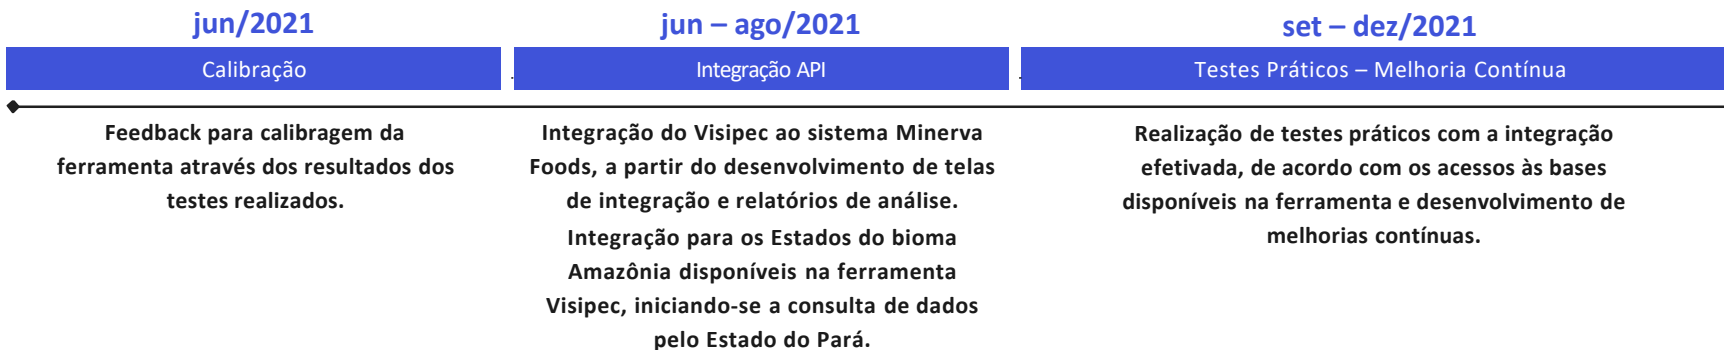 jun/2021
Calibração
Feedback para calibragem da
ferramenta através dos resultados dos
testes realizados.
jun – ago/2021
Integração API
Integração do Visipec ao sistema Minerva
Foods, a partir do desenvolvimento de telas
de integração e relatórios de análise.
Integração para os Estados do bioma
Amazônia disponíveis na ferramenta
Visipec, iniciando-se a consulta de dados
pelo Estado do Pará.
set – dez/2021
Testes Práticos – Melhoria Contínua
Realização de testes práticos com a integração
efetivada, de acordo com os acessos às bases
disponíveis na ferramenta e desenvolvimento de
melhorias contínuas.